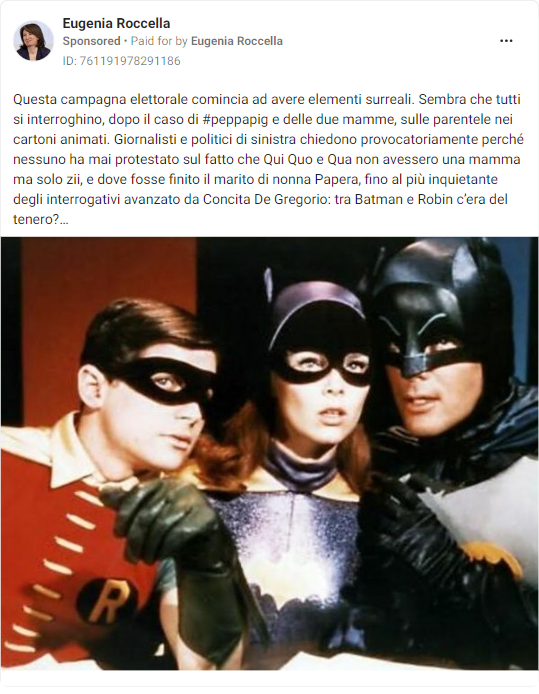 Eugenia Roccella
Sponsored • Paid for by Eugenia Roccella
ID: 761191978291186
Questa campagna elettorale comincia ad avere elementi surreali. Sembra che tutti
si interroghino, dopo il caso di #peppapig e delle due mamme, sulle parentele nei
cartoni animati. Giornalisti e politici di sinistra chiedono provocatoriamente perché
nessuno ha mai protestato sul fatto che Qui Quo e Qua non avessero una mamma
ma solo zii, e dove fosse finito il marito di nonna Papera, fino al più inquietante
degli interrogativi avanzato da Concita De Gregorio: tra Batman e Robin c’era del
tenero?...
R